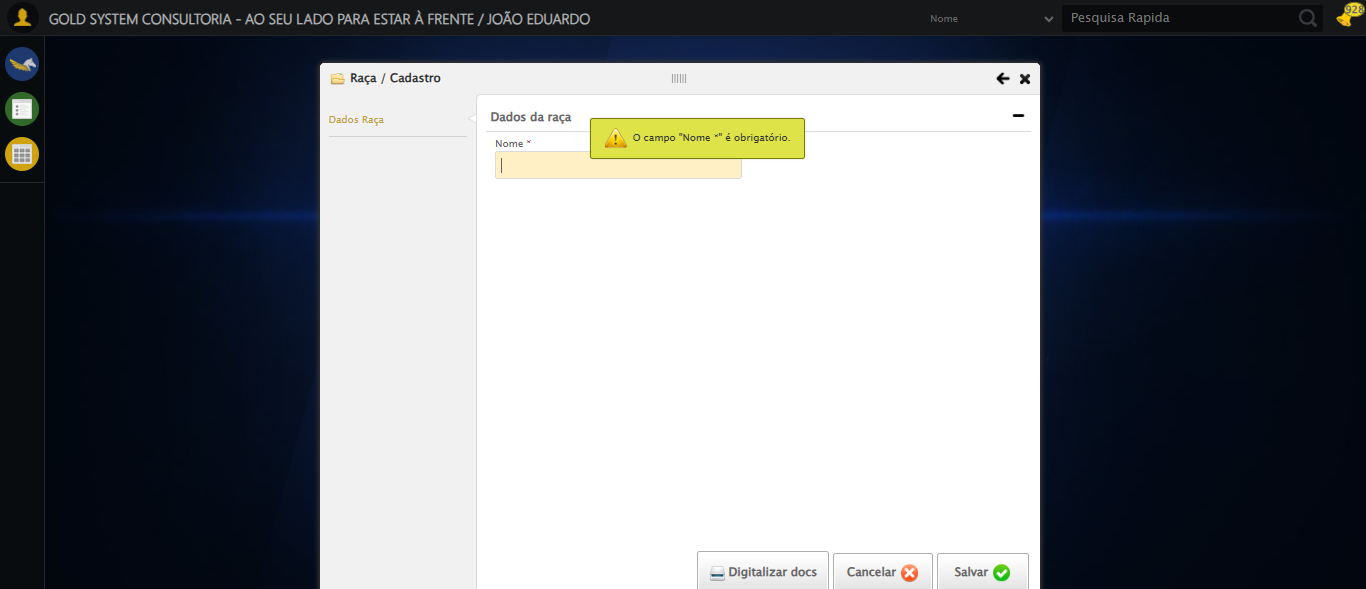 GOLD SYSTEM CONSULTORIA - AO SEU LADO PARA ESTAR À FRENTE / JOÃO EDUARDO
Nome
Pesquisa Rapida
928
Raça / Cadastro
Dados Raça
Dados da raça
O campo "Nome *" é obrigatório.
Nome *
Digitalizar docs
Cancelar
Salvar